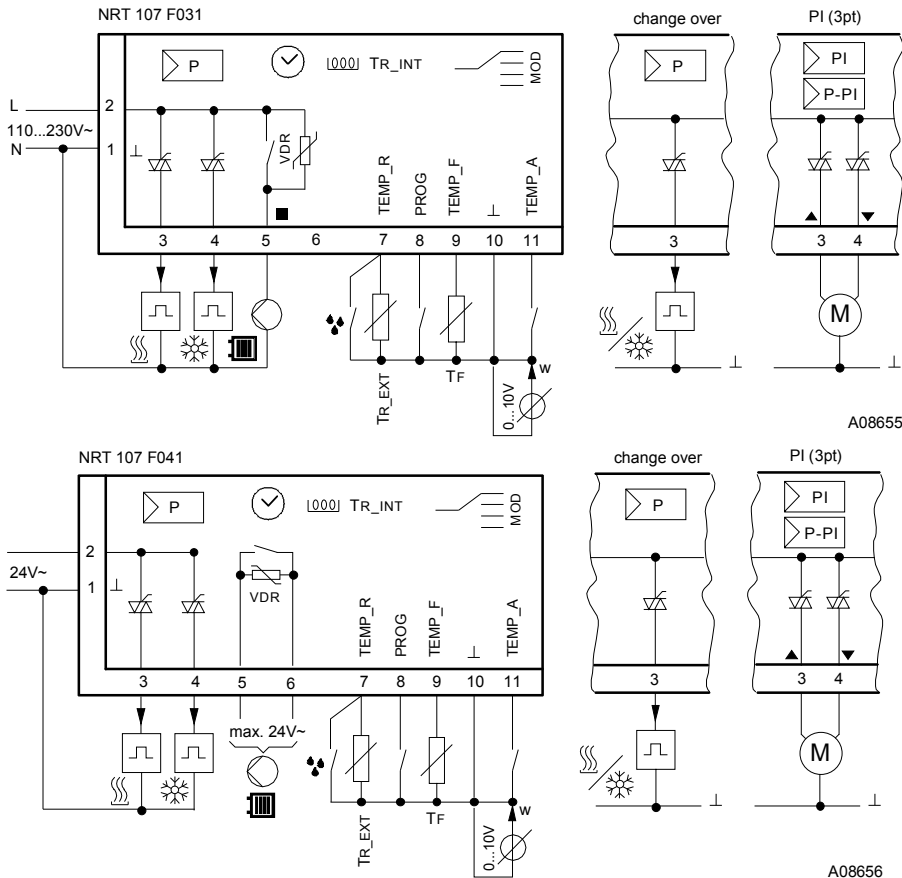 NRT 107 F031
change over
PI (3pt)
P
TR_INT
MOD
P
PI
P-PI
L
2
110...230V~
N
1
⊥
VDR
TEMP_R
PROG
TEMP_F
⊥
TEMP_A
3 4 5 6 7 8 9 10 11
3
3 4
M
⊥
⊥
TR_EXT
TF
0...10V
w
A08655
NRT 107 F041
change over
PI (3pt)
P
TR_INT
MOD
P
PI
P-PI
2
24V~
1
⊥
VDR
TEMP_R
PROG
TEMP_F
⊥
TEMP_A
3 4 5 6 7 8 9 10 11
3
3 4
max. 24V~
M
⊥
⊥
TR_EXT
TF
0...10V
w
A08656